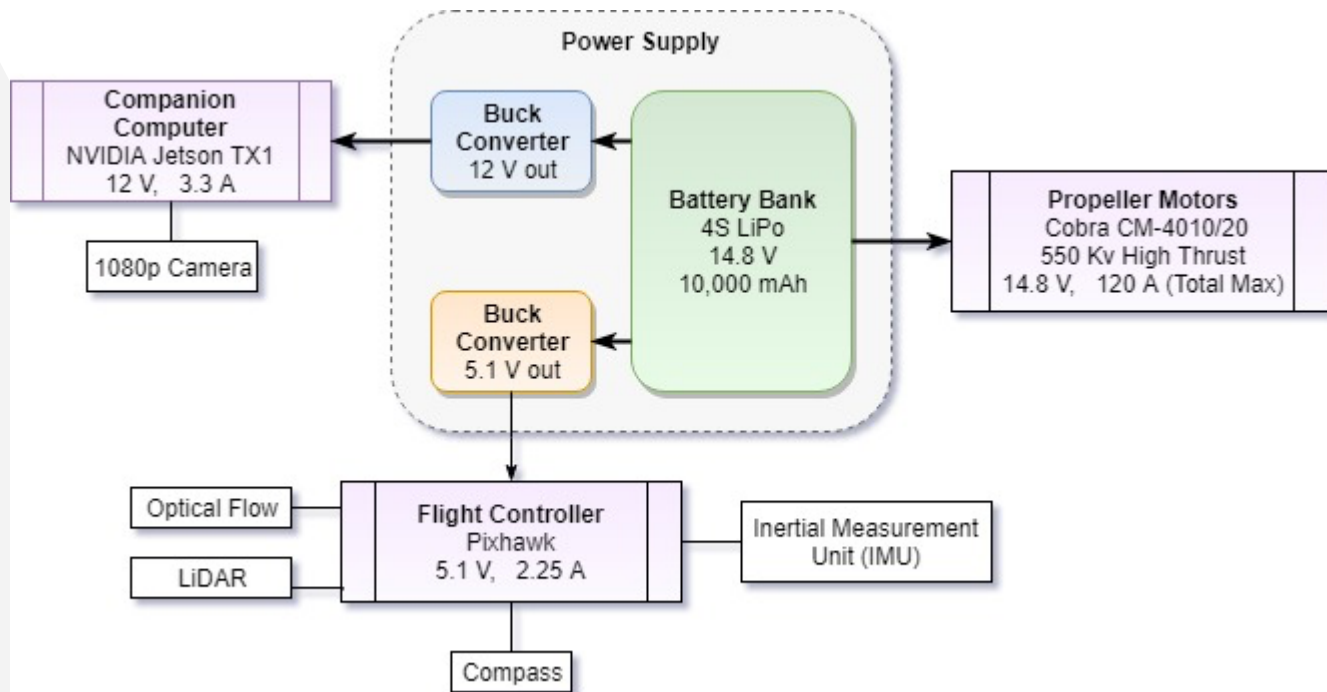 Power Supply
Companion
Computer
NVIDIA Jetson TX1
12 V, 3.3 A
1080p Camera
Buck
Converter
12 V out
Buck
Converter
5.1 V out
Battery Bank
4S LiPo
14.8 V
10,000 mAh
Propeller Motors
Cobra CM-4010/20
550 Kv High Thrust
14.8 V, 120 A (Total Max)
Optical Flow
LiDAR
Flight Controller
Pixhawk
5.1 V, 2.25 A
Inertial Measurement
Unit (IMU)
Compass